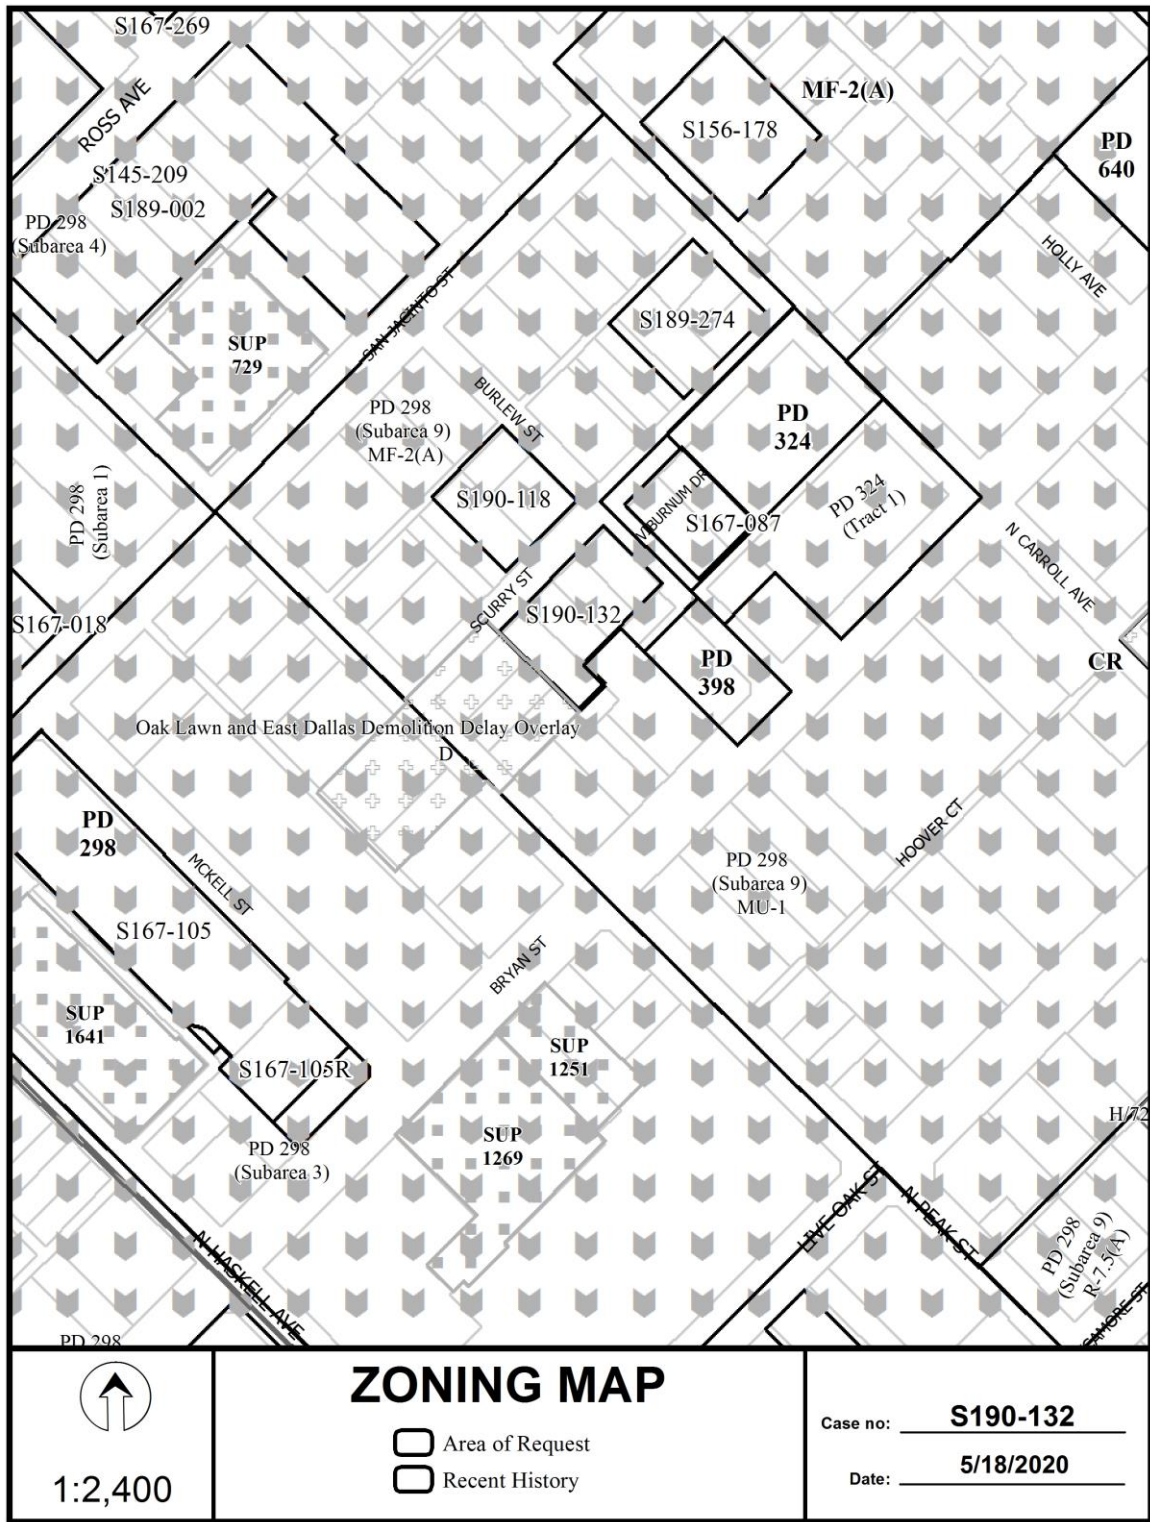 S167-269
ROSS AVE
MF-2(A)
S156-178
PD
640
S145-209
S189-002
PD 298
(Subarea 4)
HOLLY AVE
SAN JACINTO ST
S189-274
SUP
729
BURLEW ST
PD 298
(Subarea 9)
MF-2(A)
PD
324
PD 298
(Subarea 1)
S190-118
VIBURNUM DR
S167-087
PD 324
(Tract 1)
N CARROLL AVE
SCURRY ST
S190-132
S167-018
PD
398
CR
Oak Lawn and East Dallas Demolition Delay Overlay
D
PD
298
MCKELL ST
HOOVER CT
PD 298
(Subarea 9)
MU-1
S167-105
BRYAN ST
SUP
1641
SUP
1251
S167-105R
H/72
SUP
1269
PD 298
(Subarea 3)
LIVE OAK ST
N PEAK ST
PD 298
(Subarea 9)
R-7.5(A)
N HASKELL AVE
CAMORE ST
PD 298
1:2,400
ZONING MAP
Area of Request
Recent History
Case no: S190-132
Date: 5/18/2020